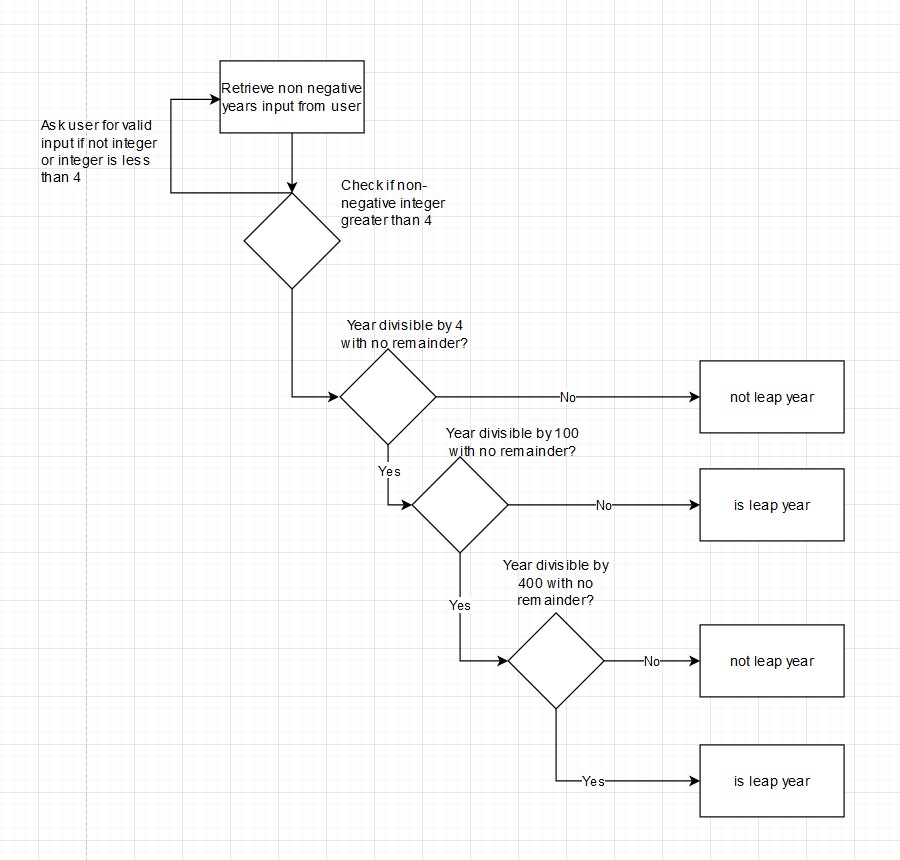 Retrieve non negative
years input from user
Ask user for valid
input if not integer
or integer is less
than 4
Check if non-
negative integer
greater than 4
Year divisible by 4
with no remainder?
No
not leap year
Year divisible by 100
with no remainder?
Yes
No
is leap year
Year divisible by
400 with no
remainder?
Yes
No
not leap year
Yes
is leap year